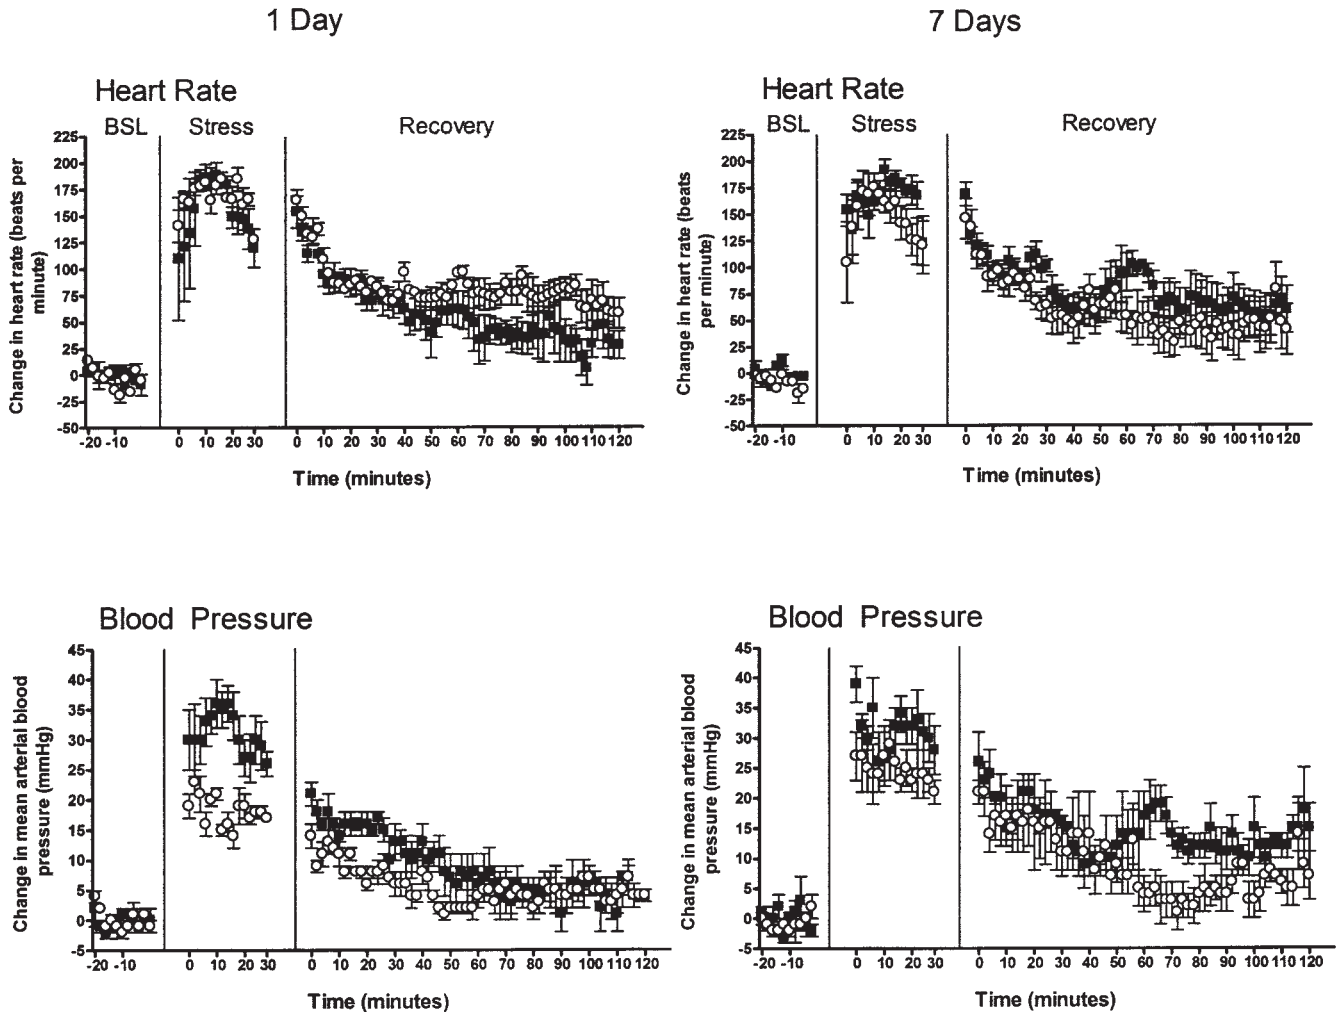 1 Day
7 Days
Heart Rate
BSL Stress Recovery
225
200
175
150
125
100
75
50
25
0
-25
-50
Change in heart rate (beats per
minute)
-20 -10 0 10 20 30 0 10 20 30 40 50 60 70 80 90 100 110 120
Time (minutes)
Heart Rate
BSL Stress Recovery
225
200
175
150
125
100
75
50
25
0
-25
-50
Change in heart rate (beats
per minute)
-20 -10 0 10 20 30 0 10 20 30 40 50 60 70 80 90 100 110 120
Time (minutes)
Blood Pressure
45
40
35
30
25
20
15
10
5
0
-5
Change in mean arterial blood
pressure (mmHg)
-20 -10 0 10 20 30 0 10 20 30 40 50 60 70 80 90 100 110 120
Time (minutes)
Blood Pressure
45
40
35
30
25
20
15
10
5
0
-5
Change in mean arterial blood
pressure (mmHg)
-20 -10 0 10 20 30 0 10 20 30 40 50 60 70 80 90 100 110 120
Time (minutes)